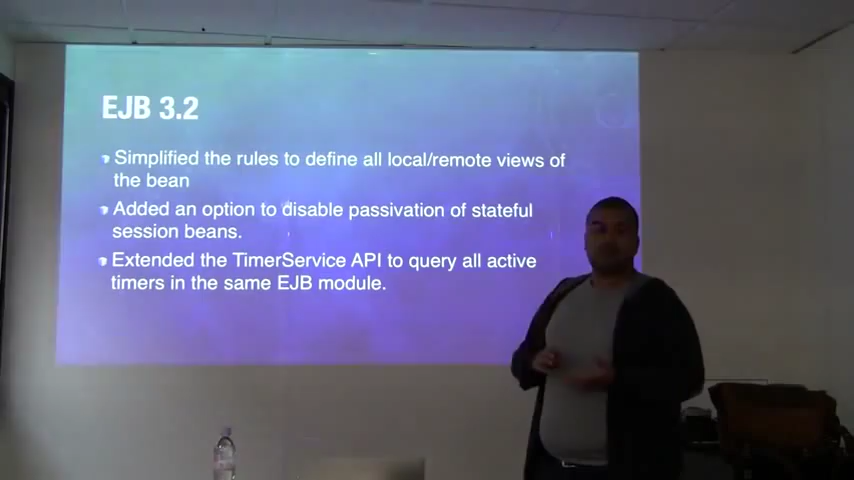 EJB 3.2
Simplified the rules to define all local/remote views of
the bean
Added an option to disable passivation of stateful
session beans.
Extended the TimerService API to query all active
timers in the same EJB module.